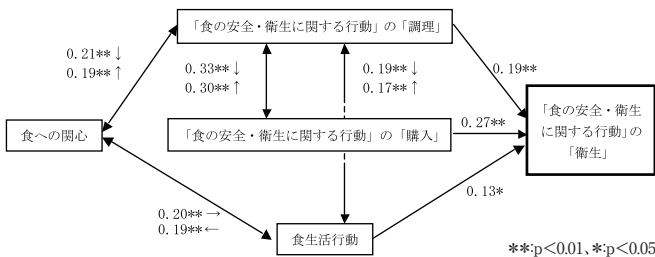 「食の安全・衛生に関する行動」の「調理」
0.21**↓
0.19**↑
0.33**↓
0.30**↑
0.19**↓
0.17**↑
0.19**
食への関心
「食の安全・衛生に関する行動」の「購入」
0.27**
「食の安全・衛生
に関する行動」の
「衛生」
0.20**→
0.19**←
食生活行動
0.13*
**:p<0.01、*:p<0.05